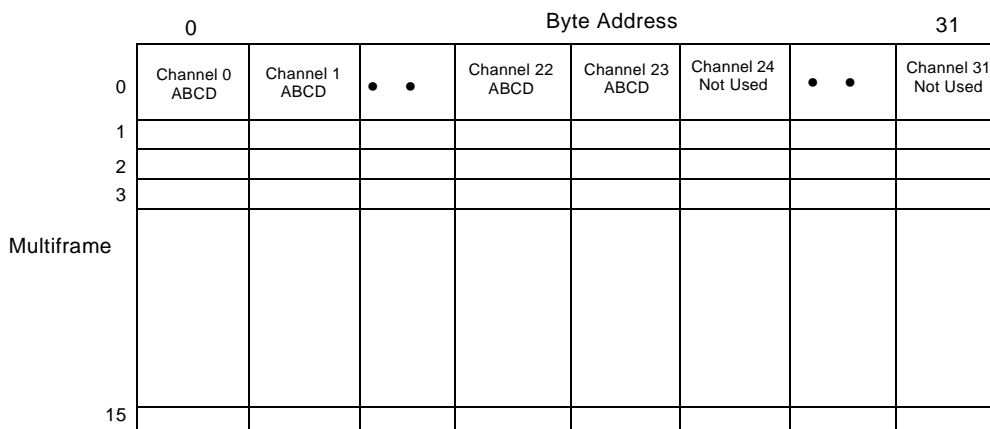 0 Byte Address 31
0 Channel 0 Channel 1 • • Channel 22 Channel 23 Channel 24 • • Channel 31
ABCD ABCD ABCD ABCD Not Used Not Used
1
2
3
Multiframe
15